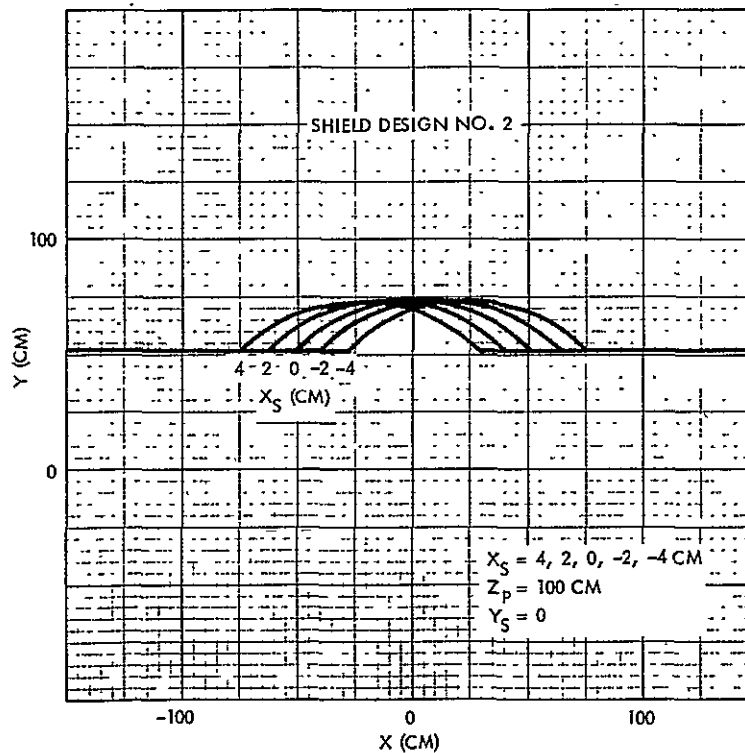 SHIELD DESIGN NO. 2
100
Y (CM)
4 2 0 -2 -4
X_S (CM)
0
X_S = 4, 2, 0, -2, -4 CM
Z_P = 100 CM
Y_S = 0
-100 0 100
X (CM)